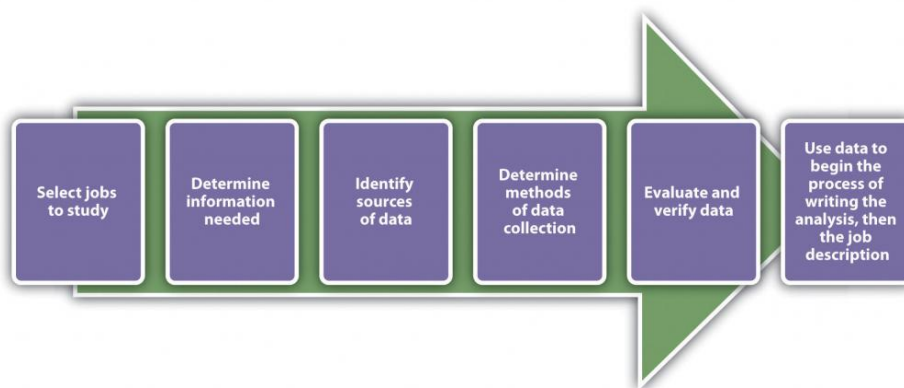 Select jobs
to study
Determine
information
needed
Identify
sources
of data
Determine
methods
of data
collection
Evaluate and
verify data
Use data to
begin the
process of
writing the
analysis, then
the job
description